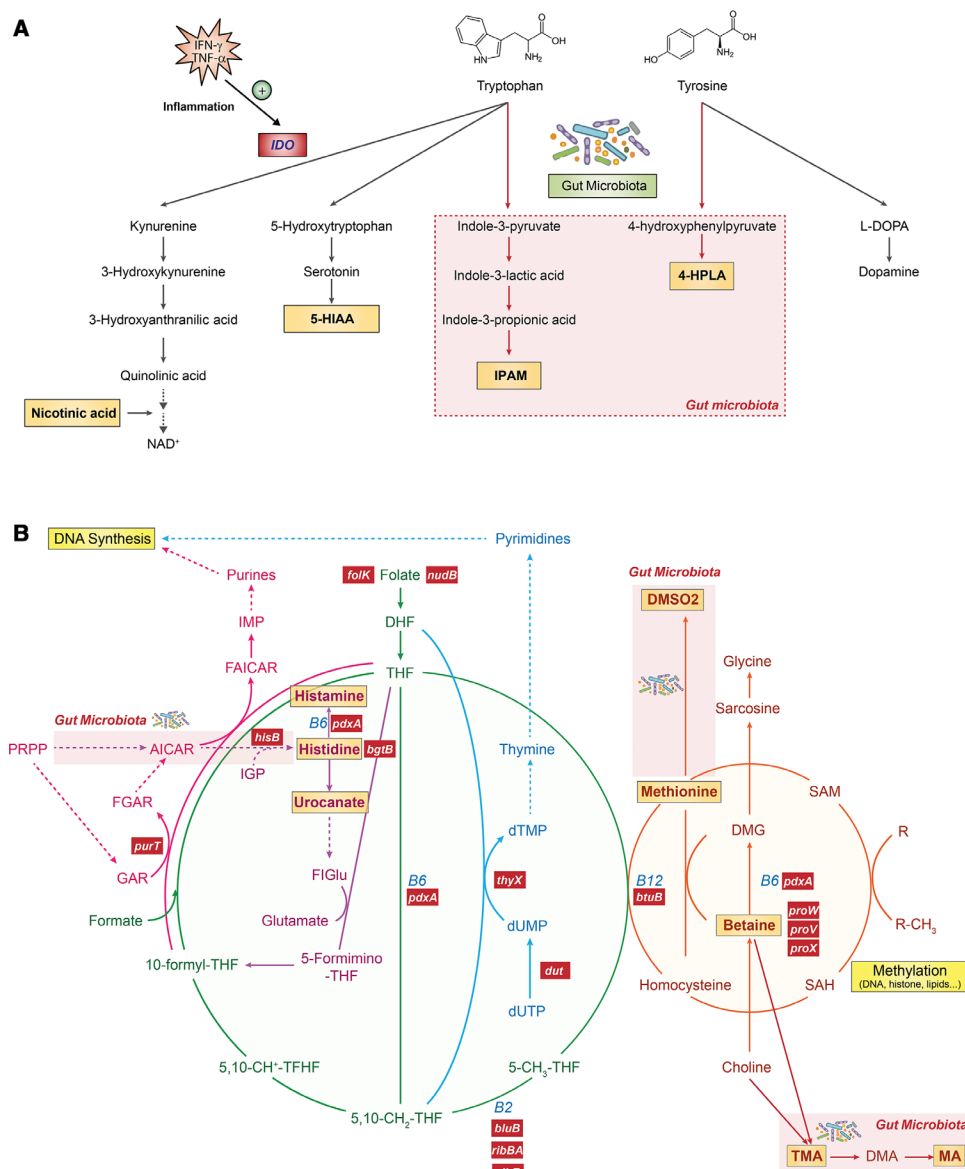 A
IFN-γ
TNF-α
+
Inflammation
IDO
O
OH
NH₂
HN
Tryptophan
O
OH
NH₂
HO
Tyrosine
Gut Microbiota
Kynurenine
3-Hydroxykynurenine
3-Hydroxyanthranilic acid
Quinolinic acid
Nicotinic acid
NAD⁺
5-Hydroxytryptophan
Serotonin
5-HIAA
Indole-3-pyruvate
Indole-3-lactic acid
Indole-3-propionic acid
IPAM
4-hydroxyphenylpyruvate
4-HPLA
Gut microbiota
L-DOPA
Dopamine
B
DNA Synthesis
Pyrimidines
Purines
IMP
FAICAR
Gut Microbiota
PRPP
AICAR
hisB
IGP
FGAR
purT
GAR
Formate
10-formyl-THF
folK
Folate
nudB
DHF
THF
Histamine
B6
pdxA
Histidine
bgtB
Urocanate
FIGlu
Glutamate
5-Formimino
-THF
B6
pdxA
5,10-CH⁺-TFHF
5,10-CH₂-THF
5-CH₃-THF
B2
bluB
ribBA
Thymine
dTMP
thyX
dUMP
dut
dUTP
Gut Microbiota
DMSO2
Glycine
Sarcosine
Methionine
SAM
DMG
R
B12
btuB
B6
pdxA
Betaine
proW
proV
proX
R-CH₃
Homocysteine
SAH
Methylation
(DNA, histone, lipids...)
Choline
Gut Microbiota
TMA
DMA
MA